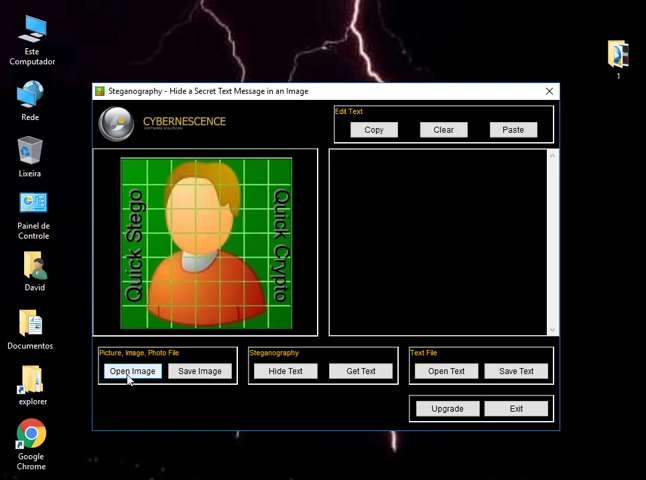 Este
Computador
Rede
Lixeira
Painel de
Controle
David
Documentos
explorer
Google
Chrome
1
Steganography - Hide a Secret Text Message in an Image
CYBERNESCENCE
SOFTWARE SOLUTIONS
Edit Text
Copy
Clear
Paste
Quick Stego
Quick Crypto
Picture, Image, Photo File
Open Image
Save Image
Steganography
Hide Text
Get Text
Text File
Open Text
Save Text
Upgrade
Exit